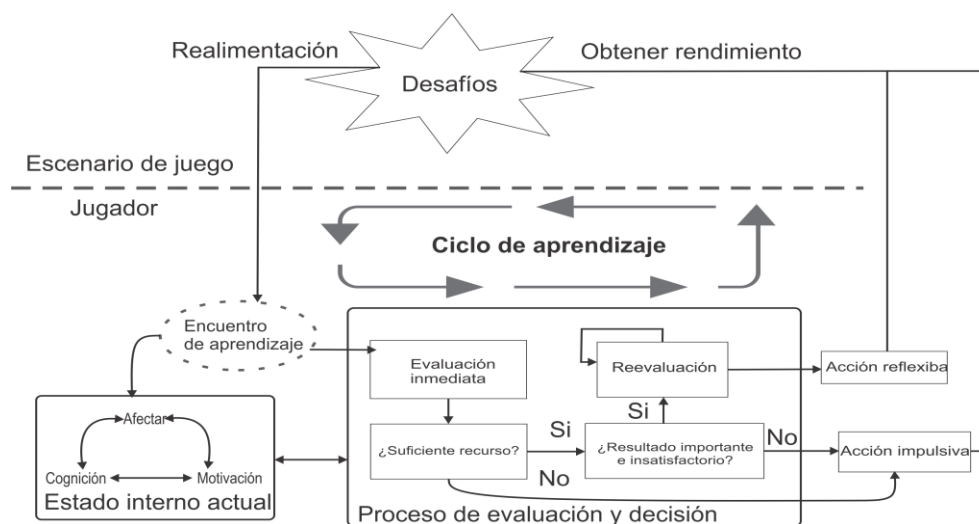 Realimentación
Obtener rendimiento
Desafíos
Escenario de juego
Jugador
Ciclo de aprendizaje
Encuentro
de aprendizaje
Evaluación
inmediata
Reevaluación
Acción reflexiba
Si
Afectar
¿Suficiente recurso?
Si
¿Resultado importante
e insatisfactorio?
No
Acción impulsiva
No
Cognición
Motivación
Estado interno actual
Proceso de evaluación y decisión